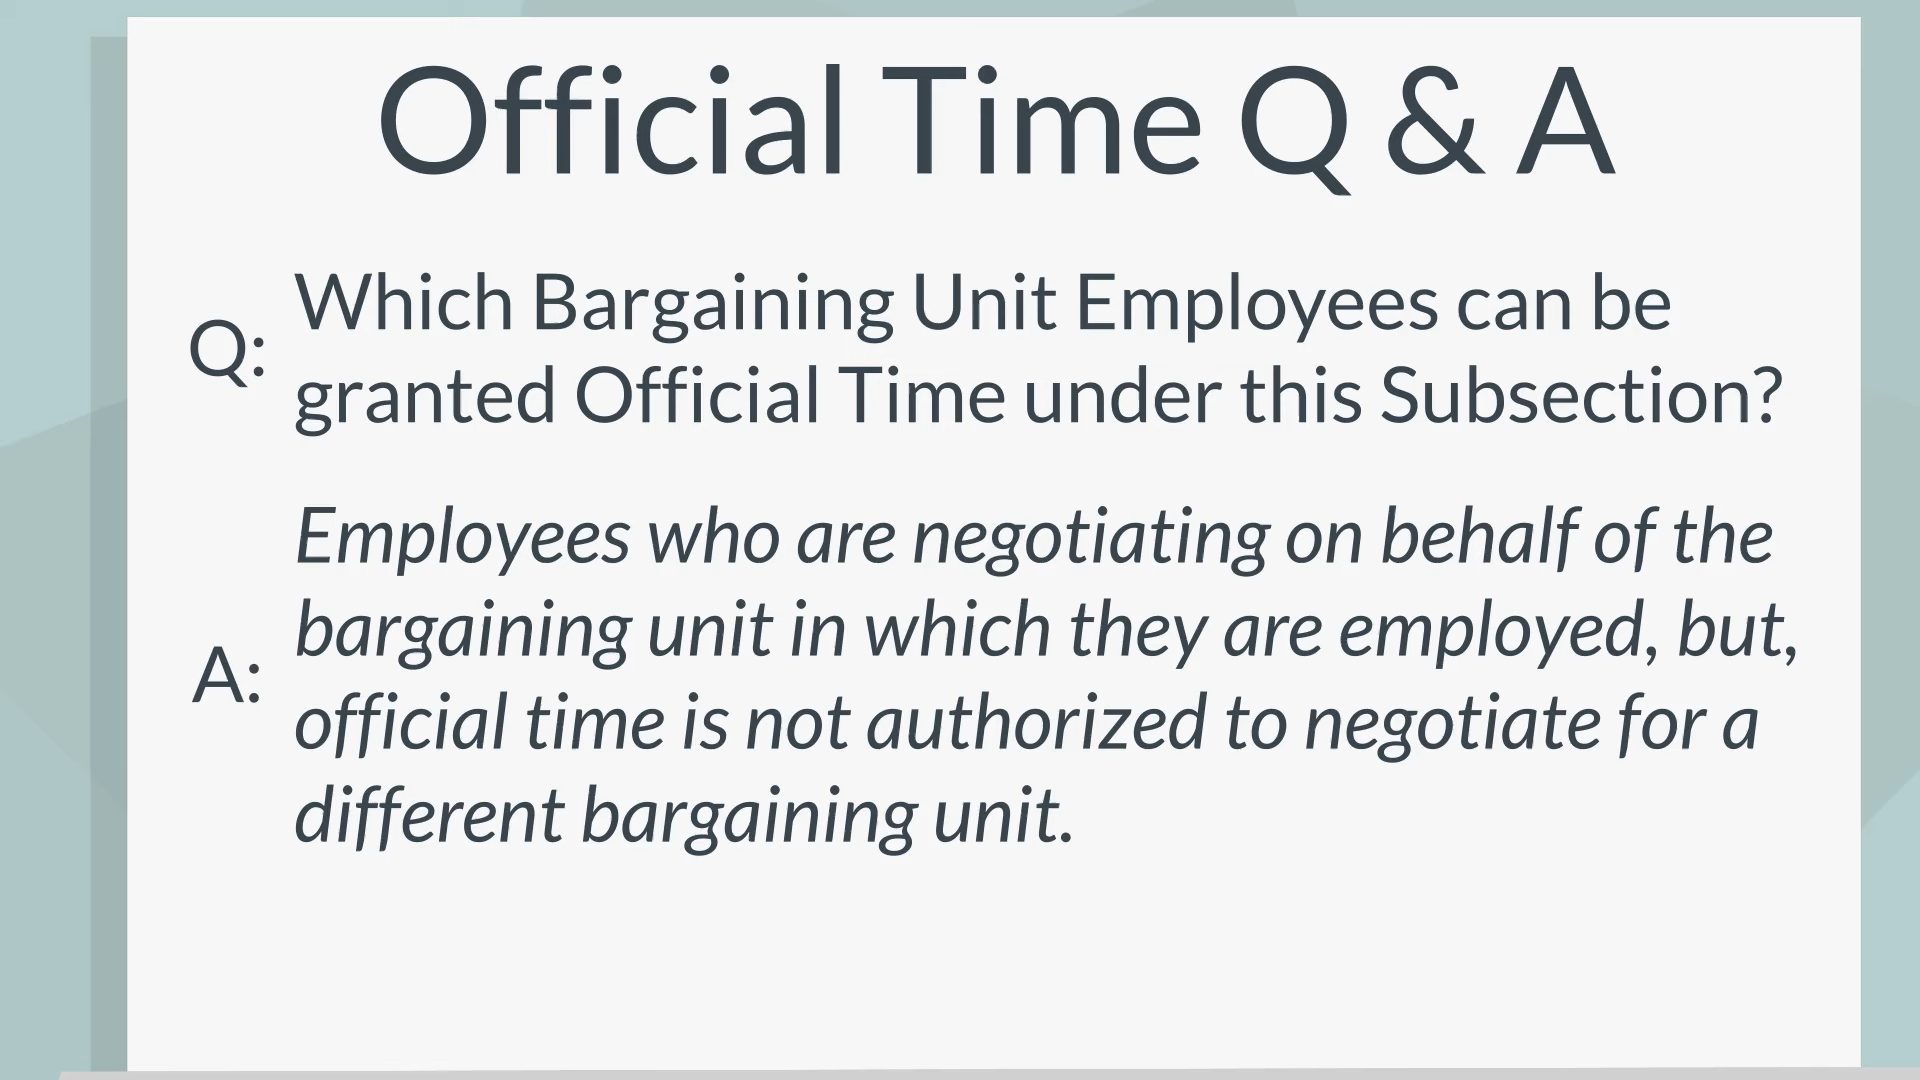 Official Time Q & A
Q: Which Bargaining Unit Employees can be
granted Official Time under this Subsection?
A: Employees who are negotiating on behalf of the
bargaining unit in which they are employed, but,
official time is not authorized to negotiate for a
different bargaining unit.